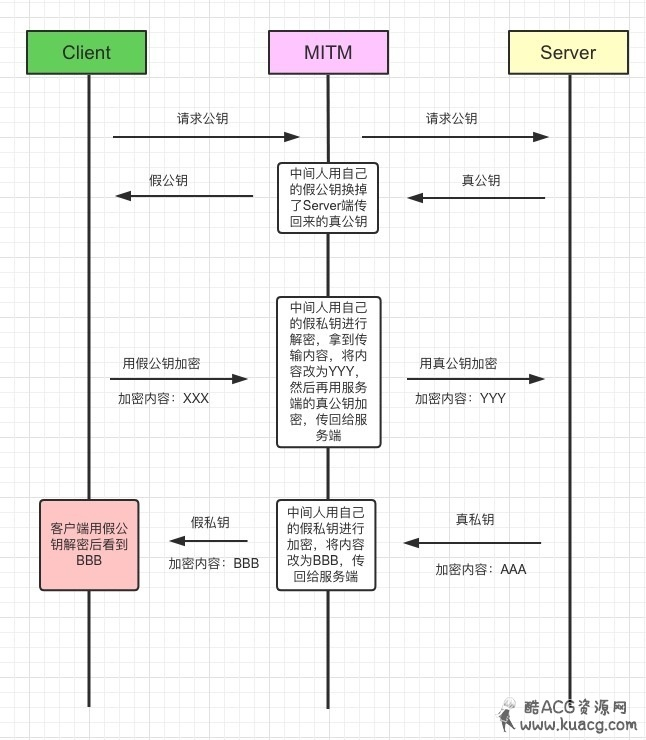 Client
MITM
Server
请求公钥
请求公钥
假公钥
中间人用自己
的假公钥换掉
了Server端传
回来的真公钥
真公钥
中间人用自己
的假私钥进行
解密，拿到传
输内容，将内
容改为YYY，
然后再用服务
端的真公钥加
密，传回给服
务端
用假公钥加密
加密内容：XXX
用真公钥加密
加密内容：YYY
客户端用假公
钥解密后看到
BBB
假私钥
加密内容：BBB
中间人用自己
的假私钥进行
加密，将内容
改为BBB，传
回给服务端
真私钥
加密内容：AAA
酷ACG资源网
www.kuacg.com